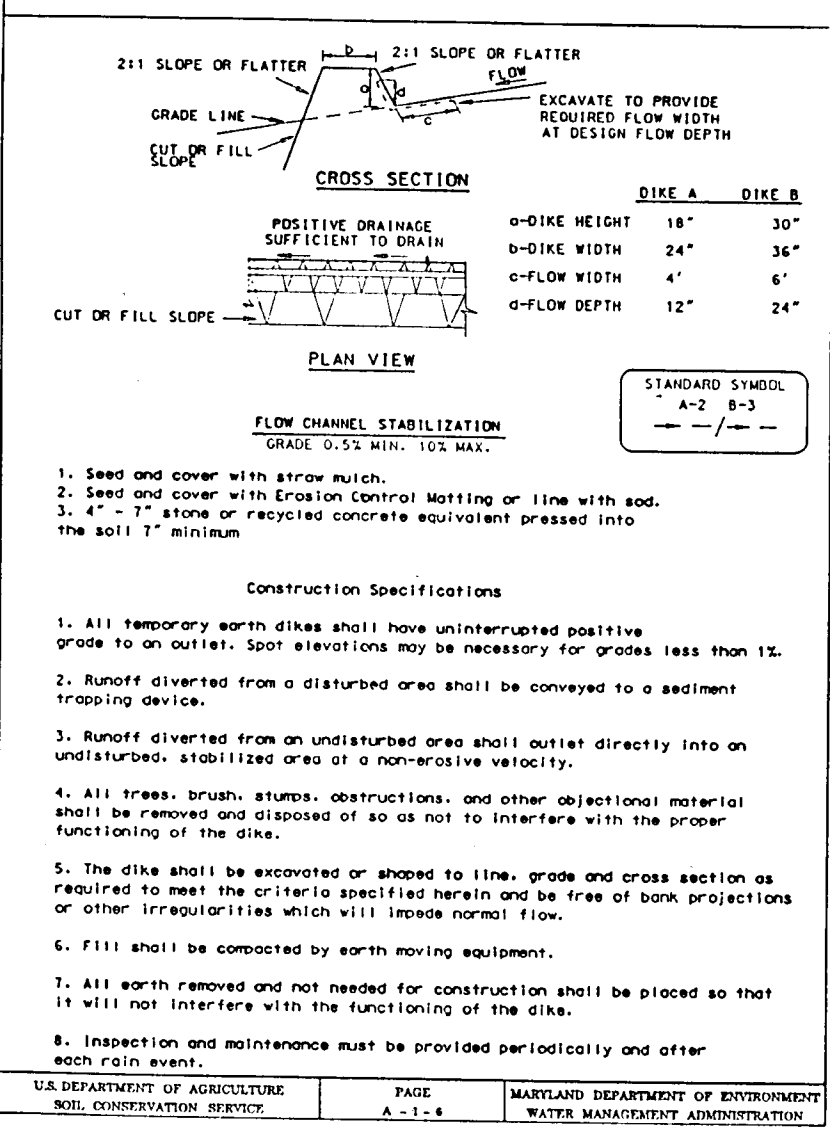 b
2:1 SLOPE OR FLATTER
2:1 SLOPE OR FLATTER
FLOW
a
d
c
GRADE LINE
EXCAVATE TO PROVIDE
REQUIRED FLOW WIDTH
AT DESIGN FLOW DEPTH
CUT OR FILL
SLOPE
CROSS SECTION
DIKE A DIKE B
a-DIKE HEIGHT 18" 30"
b-DIKE WIDTH 24" 36"
c-FLOW WIDTH 4' 6'
d-FLOW DEPTH 12" 24"
POSITIVE DRAINAGE
SUFFICIENT TO DRAIN
CUT OR FILL SLOPE
PLAN VIEW
STANDARD SYMBOL
A-2 B-3
FLOW CHANNEL STABILIZATION
GRADE 0.5% MIN. 10% MAX.
1. Seed and cover with straw mulch.
2. Seed and cover with Erosion Control Matting or line with sod.
3. 4" - 7" stone or recycled concrete equivalent pressed into
the soil 7" minimum
Construction Specifications
1. All temporary earth dikes shall have uninterrupted positive
grade to an outlet. Spot elevations may be necessary for grades less than 1%.
2. Runoff diverted from a disturbed area shall be conveyed to a sediment
trapping device.
3. Runoff diverted from an undisturbed area shall outlet directly into an
undisturbed, stabilized area at a non-erosive velocity.
4. All trees, brush, stumps, obstructions, and other objectional material
shall be removed and disposed of so as not to interfere with the proper
functioning of the dike.
5. The dike shall be excavated or shaped to line, grade and cross section as
required to meet the criteria specified herein and be free of bank projections
or other irregularities which will impede normal flow.
6. Fill shall be compacted by earth moving equipment.
7. All earth removed and not needed for construction shall be placed so that
it will not interfere with the functioning of the dike.
8. Inspection and maintenance must be provided periodically and after
each rain event.
U.S. DEPARTMENT OF AGRICULTURE
SOIL CONSERVATION SERVICE
PAGE
A - 1 - 6
MARYLAND DEPARTMENT OF ENVIRONMENT
WATER MANAGEMENT ADMINISTRATION